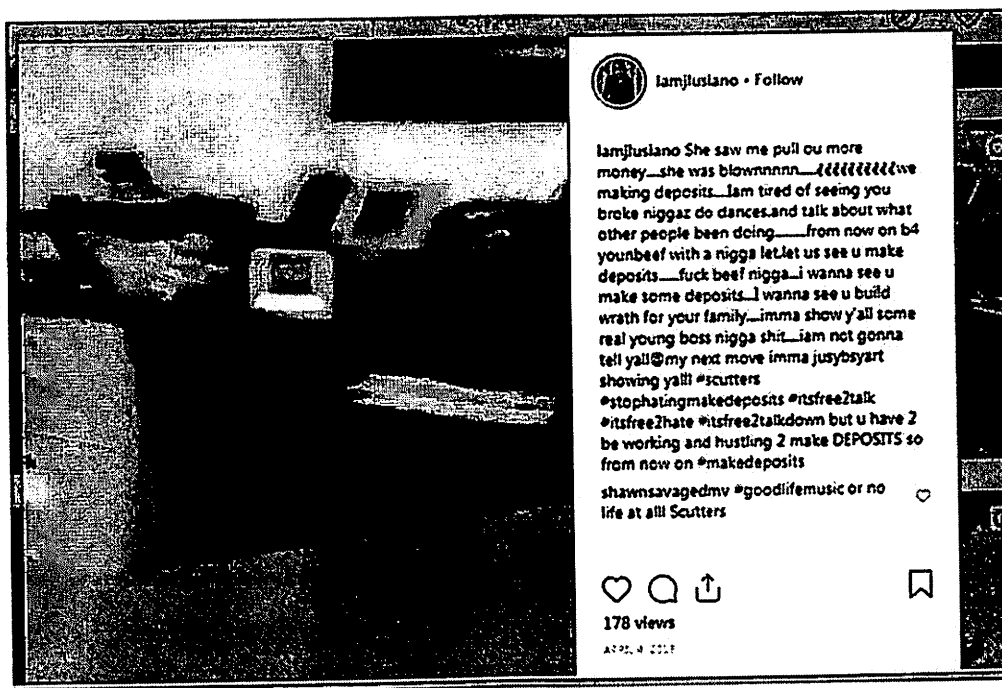 Iamjlusiano • Follow
Iamjlusiano She saw me pull ou more
money....she was blownnnnn.....((((((((((we
making deposits....Iam tired of seeing you
broke niggaz do dances.and talk about what
other people been doing..........from now on b4
younbeef with a nigga let.let us see u make
deposits......fuck beef nigga....i wanna see u
make some deposits....I wanna see u build
wrath for your family....imma show y'all some
real young boss nigga shit....iam not gonna
tell yall@my next move imma jusybsyart
showing yalll #scutters
#stophatingmakedeposits #itsfree2talk
#itsfree2hate #itsfree2talkdown but u have 2
be working and hustling 2 make DEPOSITS so
from now on #makedeposits
shawnsavagedmv #goodlifemusic or no
life at alll Scutters
178 views
APRIL 4, 2018